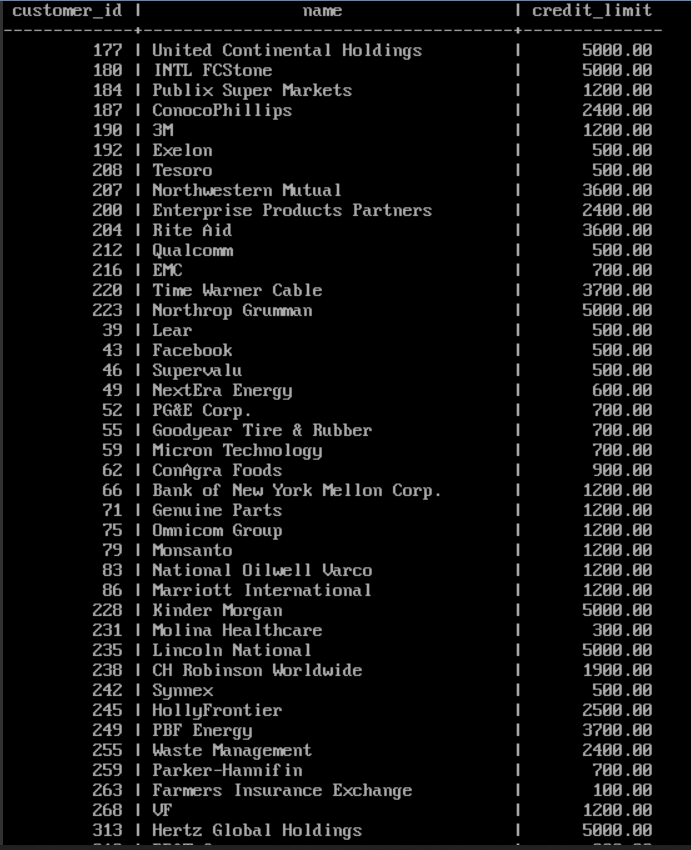 customer_id | name | credit_limit
-------------+-------------------------------------+--------------
177 | United Continental Holdings | 5000.00
180 | INTL FCStone | 5000.00
184 | Publix Super Markets | 1200.00
187 | ConocoPhillips | 2400.00
190 | 3M | 1200.00
192 | Exelon | 500.00
208 | Tesoro | 500.00
207 | Northwestern Mutual | 3600.00
200 | Enterprise Products Partners | 2400.00
204 | Rite Aid | 3600.00
212 | Qualcomm | 500.00
216 | EMC | 700.00
220 | Time Warner Cable | 3700.00
223 | Northrop Grumman | 5000.00
39 | Lear | 500.00
43 | Facebook | 500.00
46 | Supervalu | 500.00
49 | NextEra Energy | 600.00
52 | PG&E Corp. | 700.00
55 | Goodyear Tire & Rubber | 700.00
59 | Micron Technology | 700.00
62 | ConAgra Foods | 900.00
66 | Bank of New York Mellon Corp. | 1200.00
71 | Genuine Parts | 1200.00
75 | Omnicom Group | 1200.00
79 | Monsanto | 1200.00
83 | National Oilwell Varco | 1200.00
86 | Marriott International | 1200.00
228 | Kinder Morgan | 5000.00
231 | Molina Healthcare | 300.00
235 | Lincoln National | 5000.00
238 | CH Robinson Worldwide | 1900.00
242 | Synnex | 500.00
245 | HollyFrontier | 2500.00
249 | PBF Energy | 3700.00
255 | Waste Management | 2400.00
259 | Parker-Hannifin | 700.00
263 | Farmers Insurance Exchange | 100.00
268 | VF | 1200.00
313 | Hertz Global Holdings | 5000.00